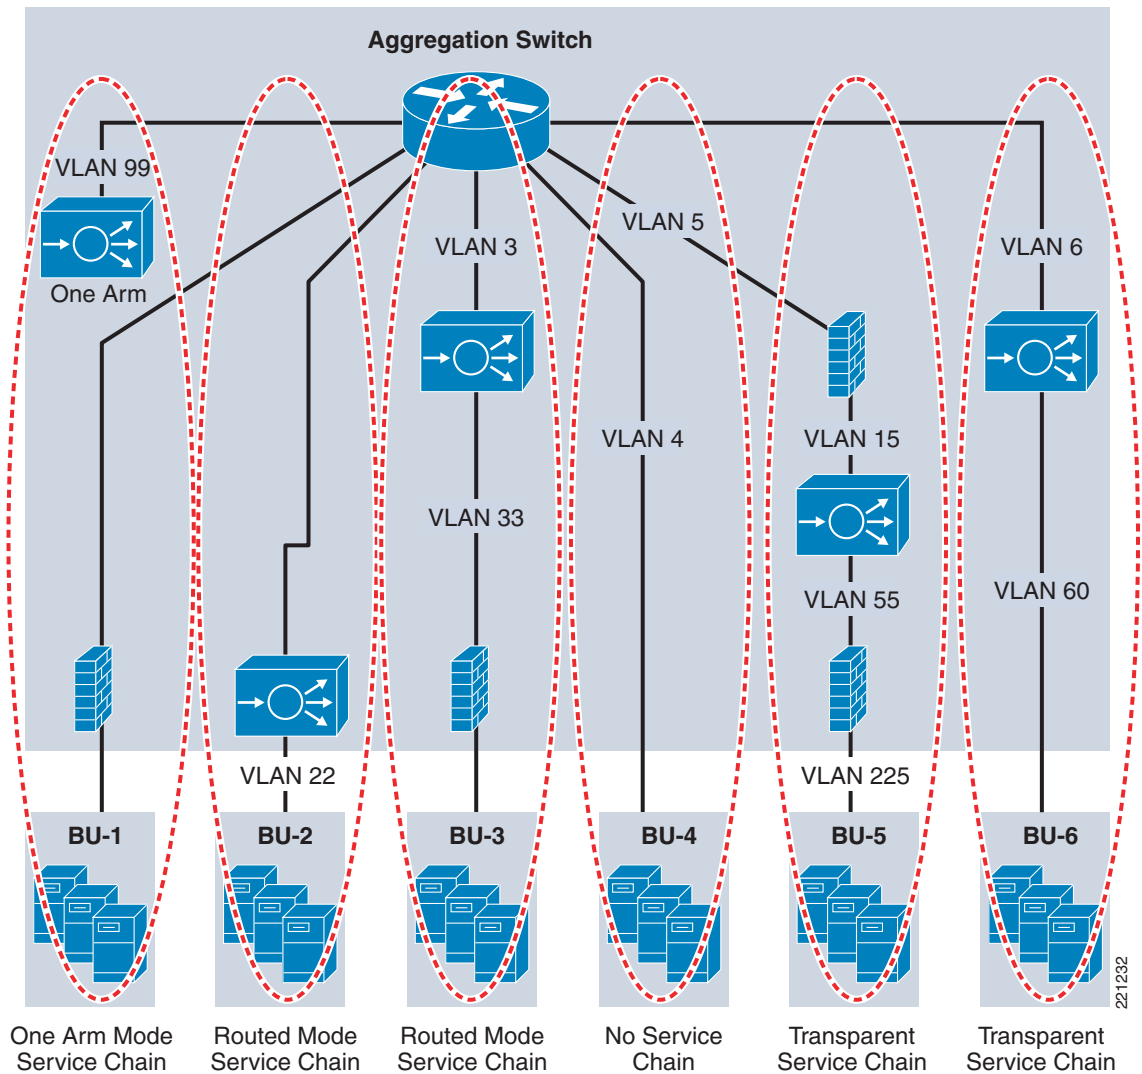 Aggregation Switch
VLAN 99
One Arm
VLAN 3
VLAN 5
VLAN 6
VLAN 4
VLAN 15
VLAN 33
VLAN 55
VLAN 60
VLAN 22
VLAN 225
BU-1
BU-2
BU-3
BU-4
BU-5
BU-6
221232
One Arm Mode
Service Chain
Routed Mode
Service Chain
Routed Mode
Service Chain
No Service
Chain
Transparent
Service Chain
Transparent
Service Chain